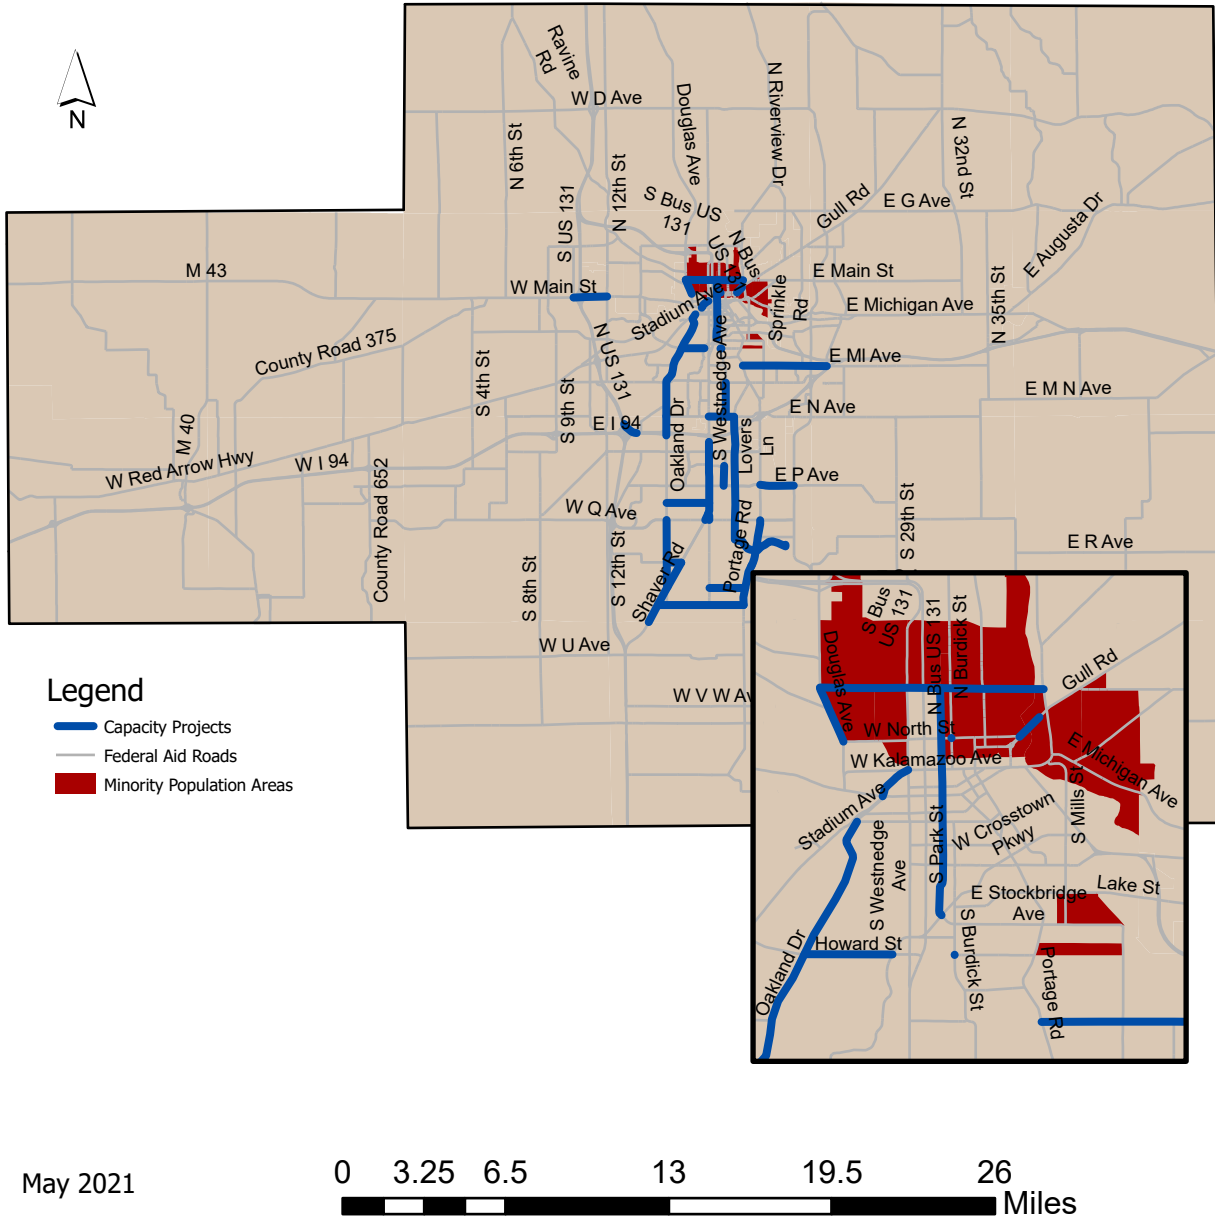 Ravine
Rd
W D Ave
Douglas Ave
N Riverview Dr
N 6th St
N 32nd St
N 12th St
S US 131
S Bus US
131
Gull Rd
E G Ave
E Augusta Dr
N Bus
US 131
M 43
W Main St
E Main St
Sprinkle
Rd
E Michigan Ave
N 35th St
Stadium Ave
County Road 375
N US 131
S Westnedge Ave
E MI Ave
S 4th St
S 9th St
E M N Ave
E N Ave
M 40
E I 94
Oakland Dr
Lovers
Ln
W Red Arrow Hwy
W I 94
E P Ave
County Road 652
W Q Ave
S 29th St
Portage Rd
E R Ave
S 8th St
S 12th St
Shaver Rd
W U Ave
W V W Av
S Bus
US 131
N Bus US 131
N Burdick St
Douglas Ave
Gull Rd
W North St
W Kalamazoo Ave
E Michigan Ave
Stadium Ave
S Mills St
S Park St
W Crosstown
Pkwy
S Westnedge
Ave
E Stockbridge
Ave
Lake St
Howard St
S Burdick St
Oakland Dr
Portage Rd
N
Legend
Capacity Projects
Federal Aid Roads
Minority Population Areas
May 2021
0 3.25 6.5 13 19.5 26
Miles